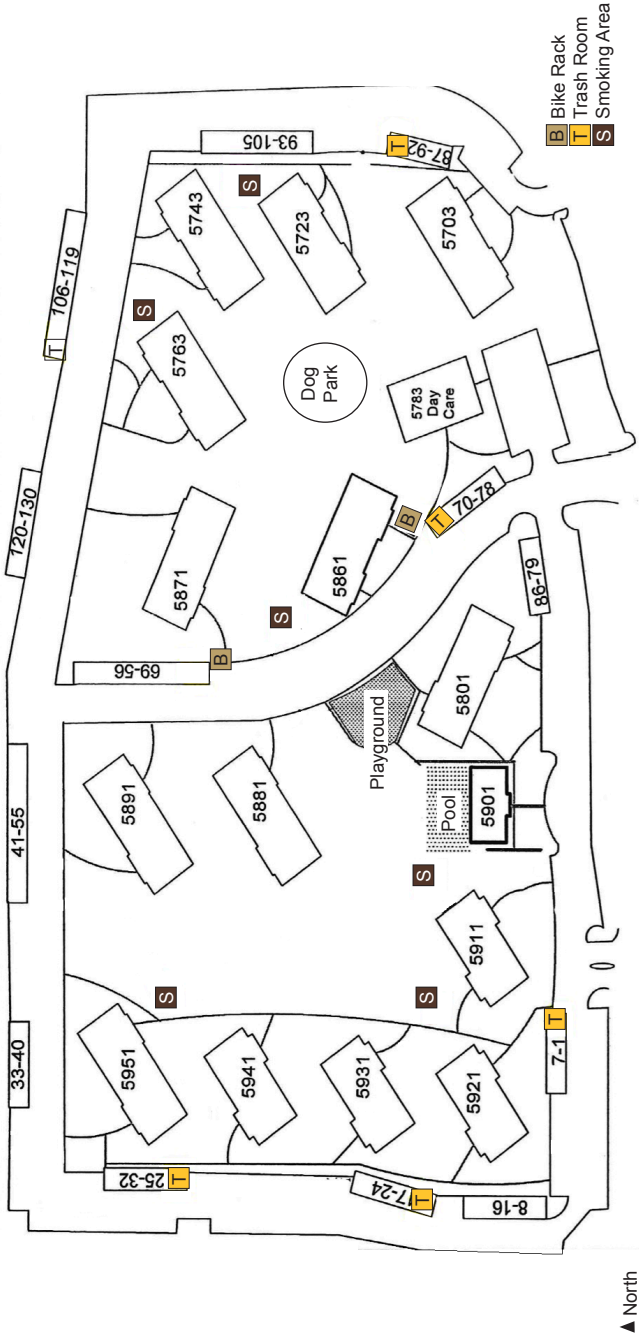 33-40
41-55
120-130
106-119
T
25-32
T
5951
5891
69-56
5871
5763
5743
93-105
S
S
B
S
5941
5881
S
5723
5931
Playground
5861
Dog
Park
17-24
T
S
S
Pool
B
T
87-92
T
8-16
5921
5911
5901
5801
70-78
5783
Day
Care
5703
7-1
T
86-79
B Bike Rack
T Trash Room
S Smoking Area
▲ North